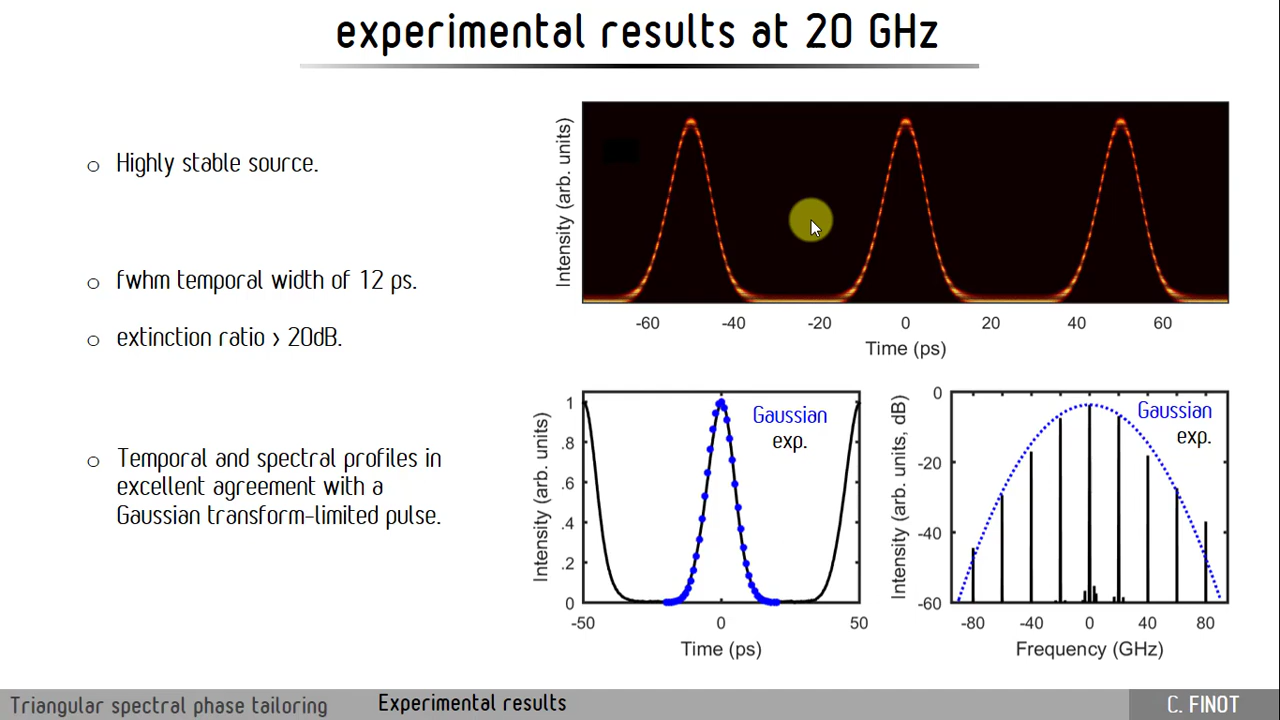 experimental results at 20 GHz
o Highly stable source.
o fwhm temporal width of 12 ps.
o extinction ratio > 20dB.
o Temporal and spectral profiles in
excellent agreement with a
Gaussian transform-limited pulse.
Intensity (arb. units)
-60 -40 -20 0 20 40 60
Time (ps)
Intensity (arb. units)
1
.8
.6
.4
.2
0
Gaussian
exp.
-50 0 50
Time (ps)
Intensity (arb. units, dB)
0
-20
-40
-60
Gaussian
exp.
-80 -40 0 40 80
Frequency (GHz)
Triangular spectral phase tailoring
Experimental results
C. FINOT